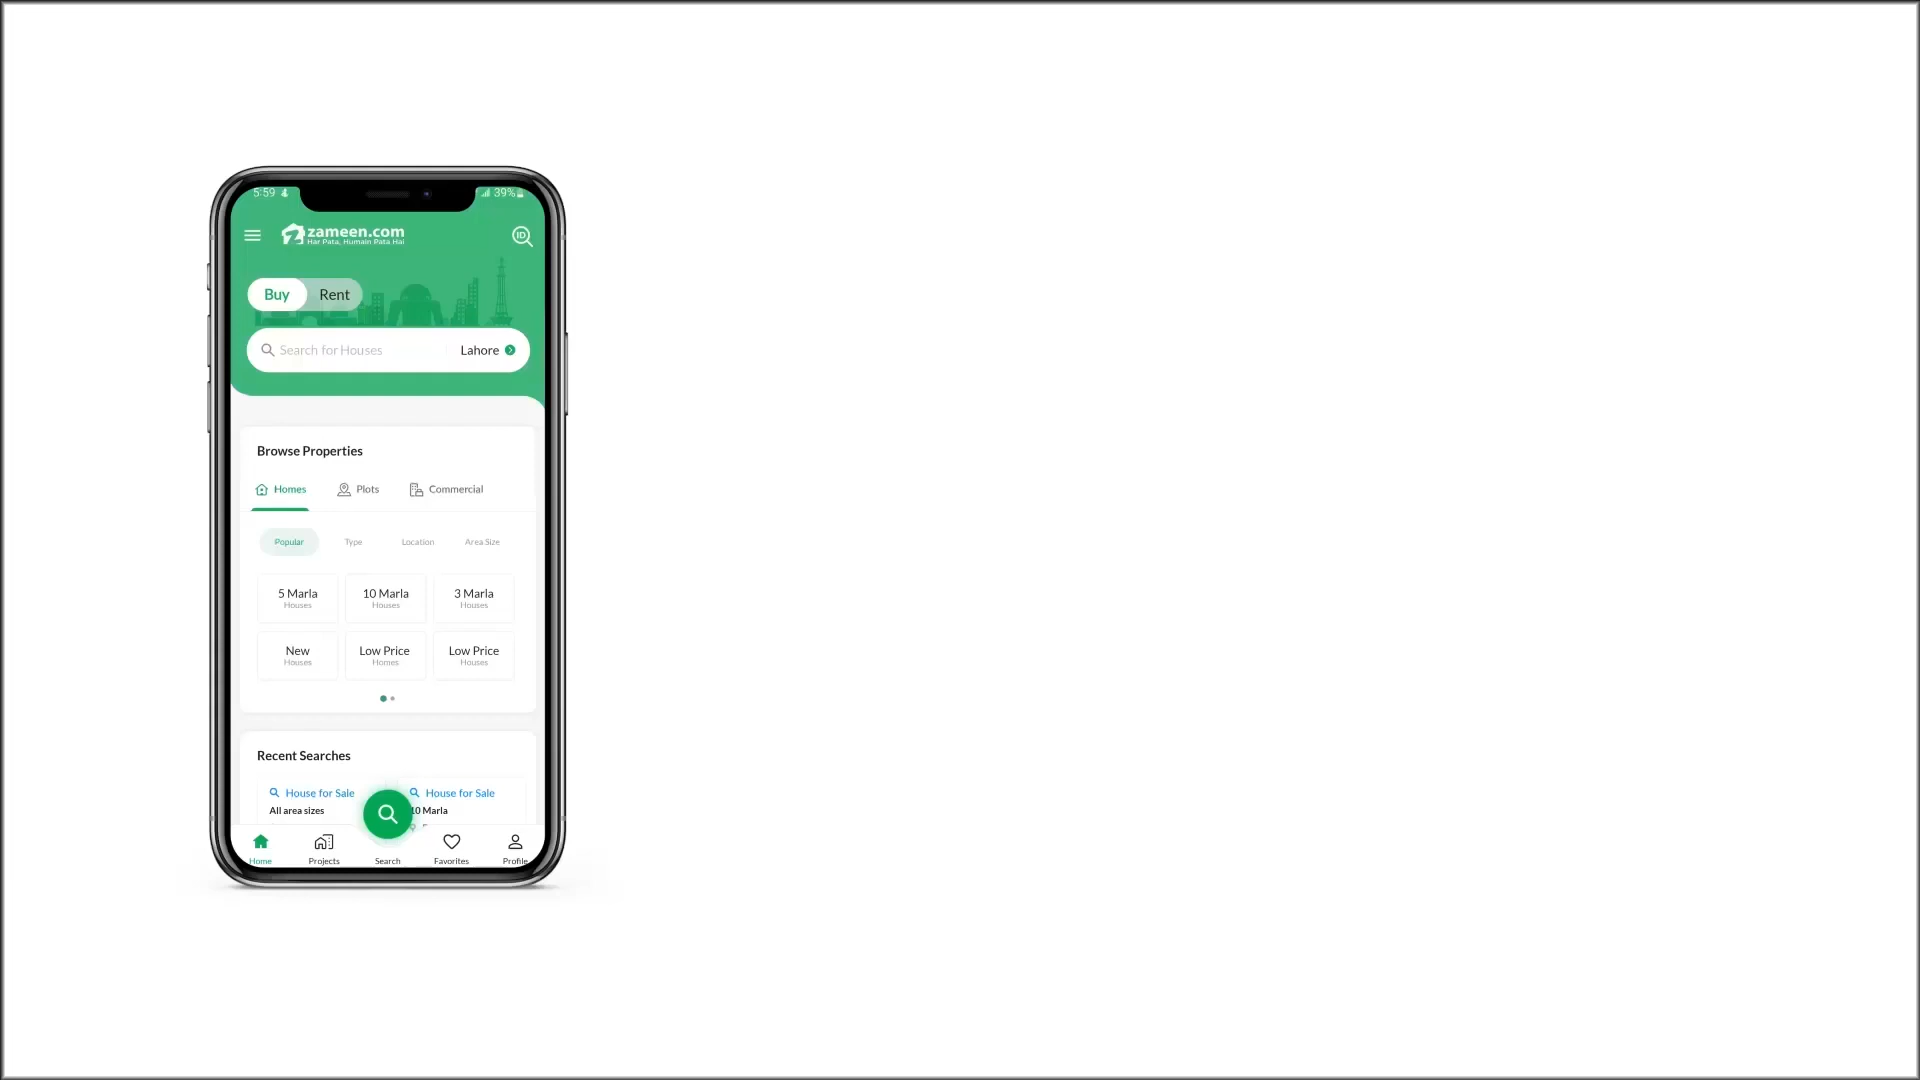 5:59 39%
zameen.com
Har Pata, Humain Pata Hai
ID
Buy Rent
Search for Houses Lahore
Browse Properties
Homes Plots Commercial
Popular Type Location Area Size
5 Marla 10 Marla 3 Marla
Houses Houses Houses
New Low Price Low Price
Houses Homes Houses
Recent Searches
House for Sale House for Sale
All area sizes 10 Marla
Home Projects Search Favorites Profile